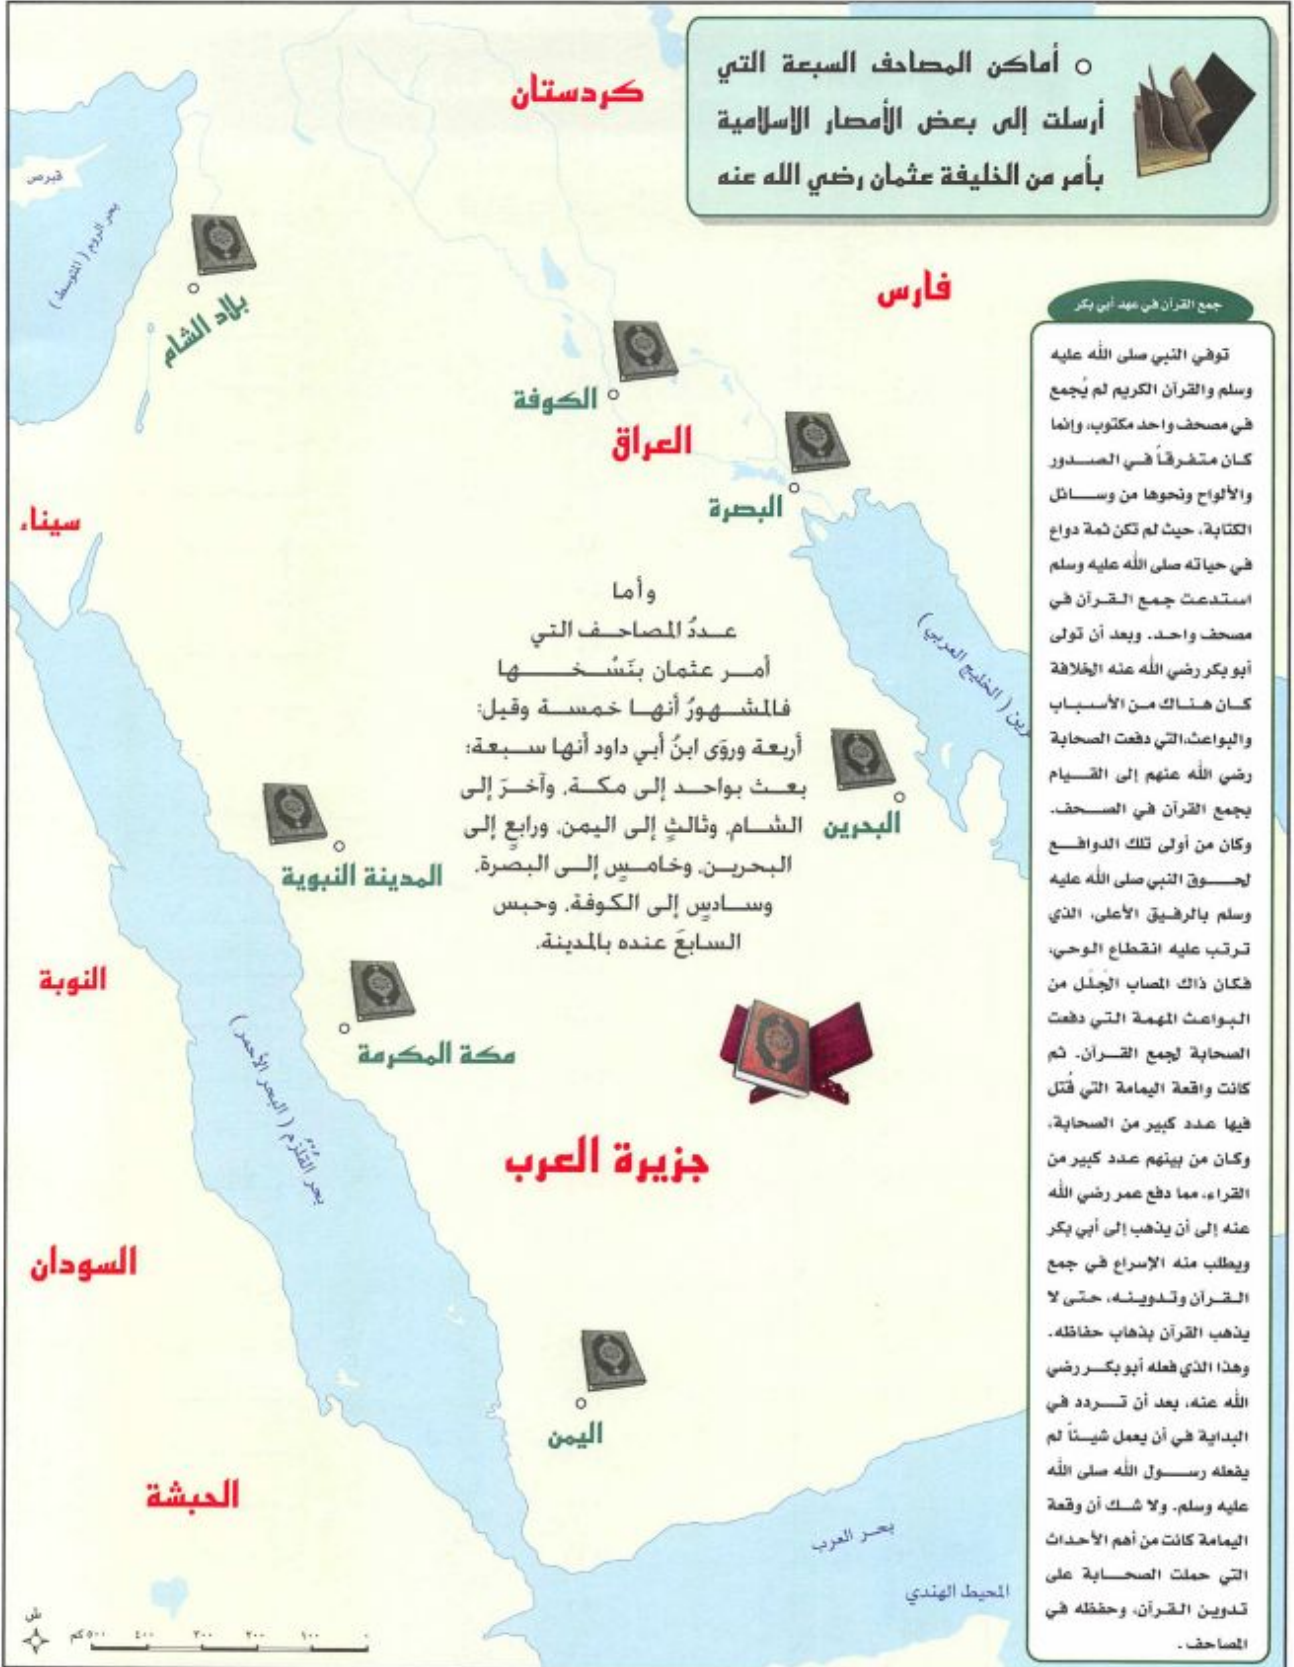 ○ أماكن المصاحف السبعة التي
أرسلت إلى بعض الأمصار الإسلامية
بأمر من الخليفة عثمان رضي الله عنه
كردستان
قبرص
بحر الروم ( المتوسط )
بلاد الشام
فارس
الكوفة
العراق
البصرة
سيناء
وأما
عددُ المصاحف التي
أمر عثمان بنَسْخها
فالمشهورُ أنها خمسة وقيل:
أربعة وروَى ابنُ أبي داود أنها سبعة:
بعث بواحد إلى مكة، وآخرَ إلى
الشام، وثالثٍ إلى اليمن، ورابعٍ إلى
البحرين، وخامسٍ إلى البصرة،
وسادسٍ إلى الكوفة، وحبس
السابعَ عنده بالمدينة.
رين ( الخليج العربي )
البحرين
المدينة النبوية
النوبة
مكة المكرمة
بحر القُلْزُم ( البحر الأحمر )
جزيرة العرب
السودان
اليمن
الحبشة
بحر العرب
المحيط الهندي
ش
٥٠٠ كم ٤٠٠ ٣٠٠ ٢٠٠ ١٠٠ ٠
جمع القرآن في عهد أبي بكر
توفي النبي صلى الله عليه
وسلم والقرآن الكريم لم يُجمع
في مصحف واحد مكتوب، وإنما
كان متفرقاً في الصدور
والألواح ونحوها من وسائل
الكتابة، حيث لم تكن ثمة دواع
في حياته صلى الله عليه وسلم
استدعت جمع القرآن في
مصحف واحد. وبعد أن تولى
أبو بكر رضي الله عنه الخلافة
كان هناك من الأسباب
والبواعث،التي دفعت الصحابة
رضي الله عنهم إلى القيام
بجمع القرآن في الصحف.
وكان من أولى تلك الدوافع
لحوق النبي صلى الله عليه
وسلم بالرفيق الأعلى، الذي
ترتب عليه انقطاع الوحي،
فكان ذاك المصاب الجَلَل من
البواعث المهمة التي دفعت
الصحابة لجمع القرآن. ثم
كانت واقعة اليمامة التي قُتل
فيها عدد كبير من الصحابة،
وكان من بينهم عدد كبير من
القراء، مما دفع عمر رضي الله
عنه إلى أن يذهب إلى أبي بكر
ويطلب منه الإسراع في جمع
القرآن وتدوينه، حتى لا
يذهب القرآن بذهاب حفاظه.
وهذا الذي فعله أبو بكر رضي
الله عنه، بعد أن تردد في
البداية في أن يعمل شيئاً لم
يفعله رسول الله صلى الله
عليه وسلم. ولا شك أن وقعة
اليمامة كانت من أهم الأحداث
التي حملت الصحابة على
تدوين القرآن، وحفظه في
المصاحف .